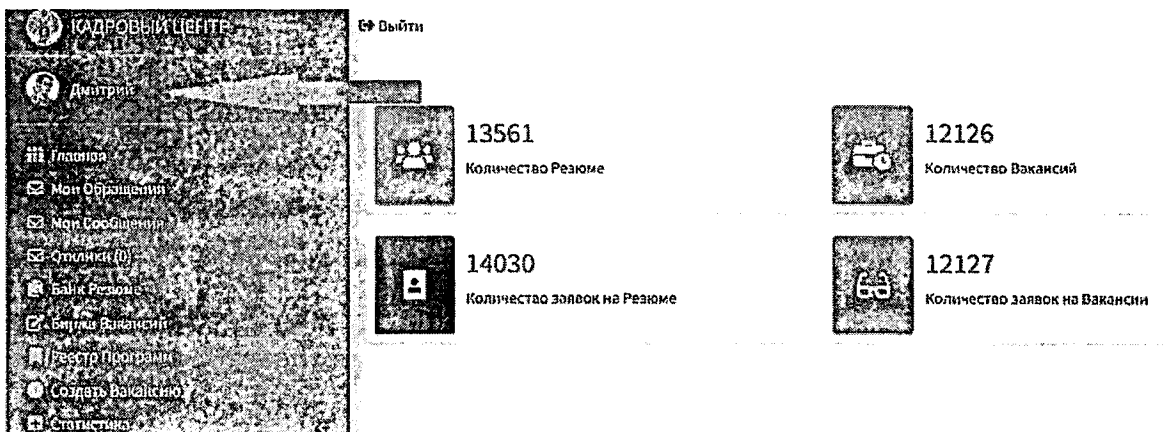 КАДРОВЫЙ ЦЕНТР
Выйти
Дмитрий
Главная
Мои Обращения
Мои Сообщения
Отклики (0)
Банк Резюме
Биржа Вакансий
Реестр Программ
Создать Вакансию
Статистика
13561
Количество Резюме
12126
Количество Вакансий
14030
Количество заявок на Резюме
12127
Количество заявок на Вакансии